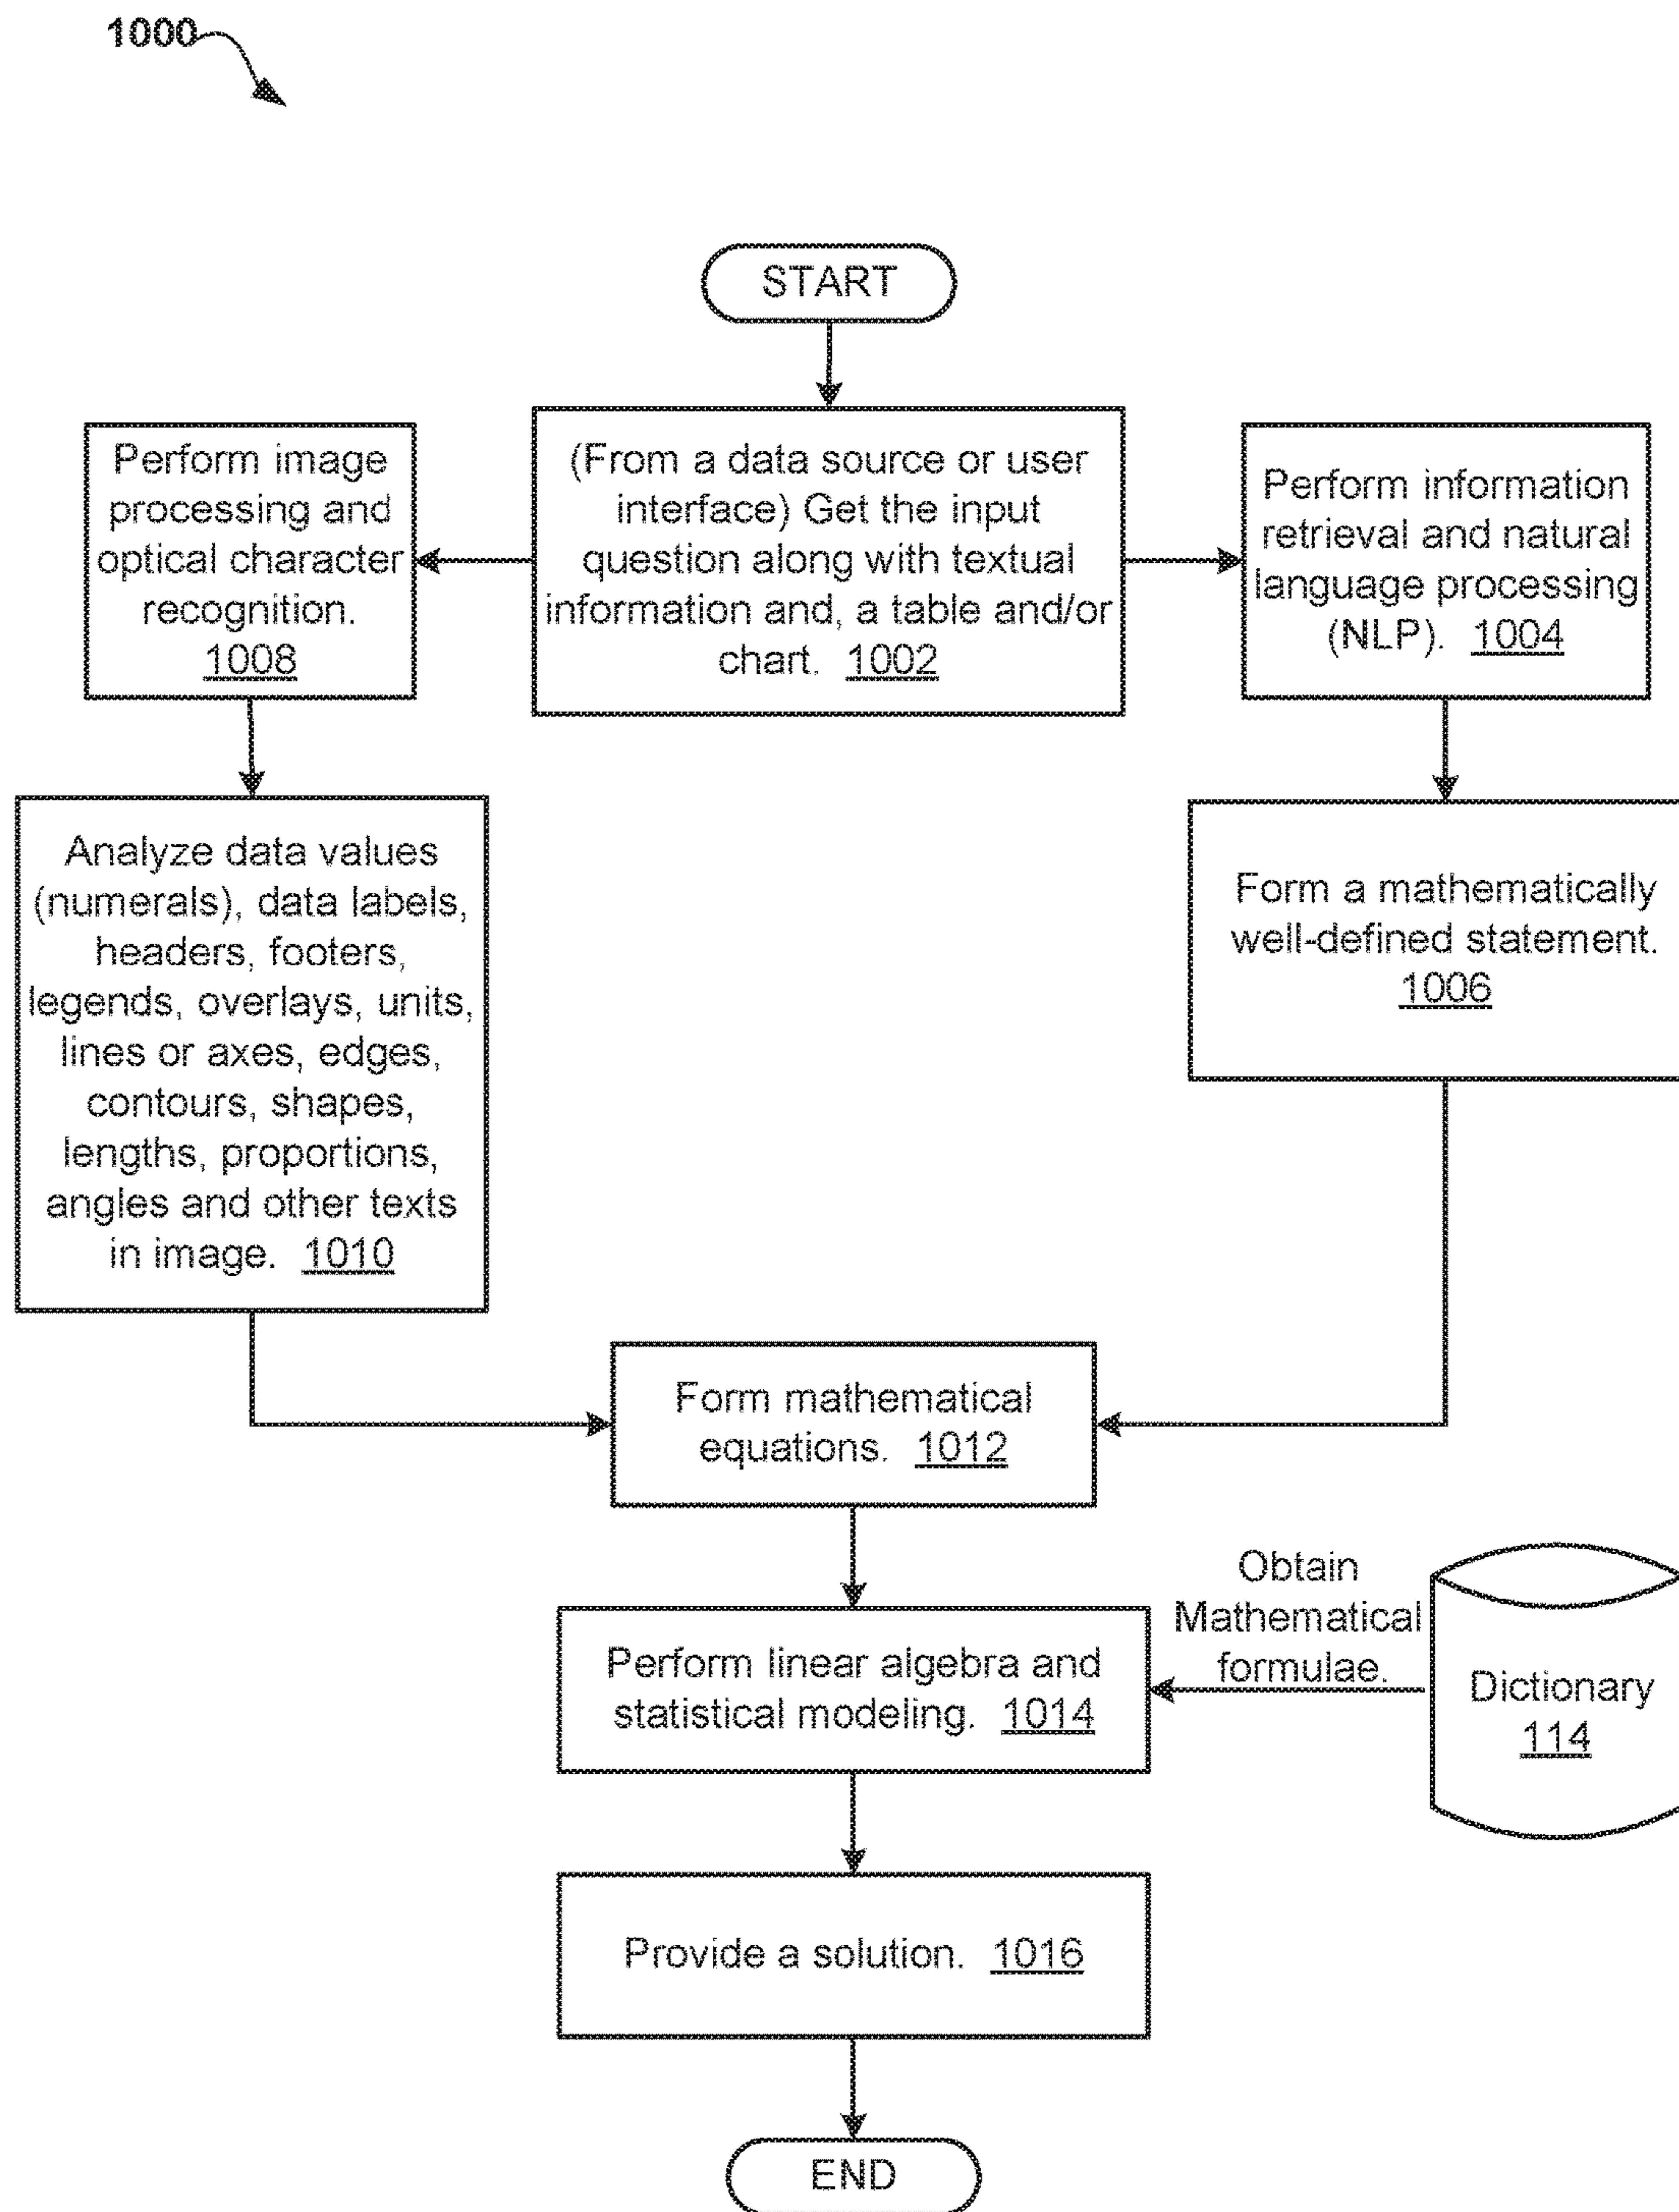 1000
START
Perform image
processing and
optical character
recognition.
1008
(From a data source or user
interface) Get the input
question along with textual
information and, a table and/or
chart. 1002
Perform information
retrieval and natural
language processing
(NLP). 1004
Analyze data values
(numerals), data labels,
headers, footers,
legends, overlays, units,
lines or axes, edges,
contours, shapes,
lengths, proportions,
angles and other texts
in image. 1010
Form a mathematically
well-defined statement.
1006
Form mathematical
equations. 1012
Obtain
Mathematical
formulae.
Perform linear algebra and
statistical modeling. 1014
Dictionary
114
Provide a solution. 1016
END